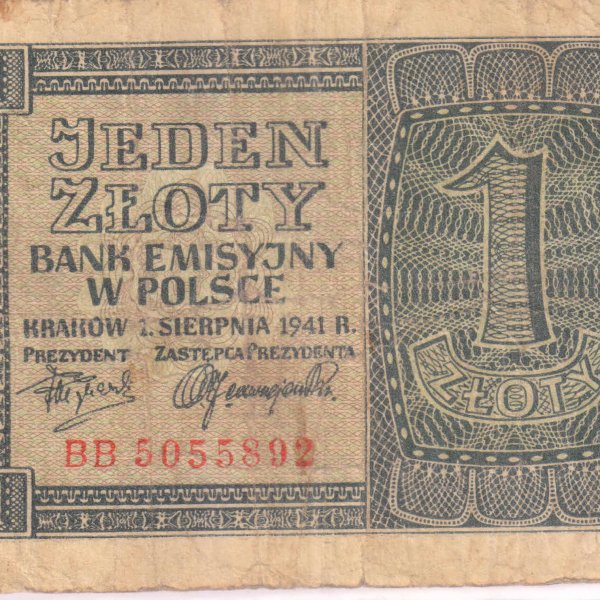 JEDEN
ZŁOTY
BANK EMISYJNY
W POLSCE
KRAKÓW 1. SIERPNIA 1941 R.
PREZYDENT ZASTĘPCA PREZYDENTA
BB 5055892
1
ZŁOTY